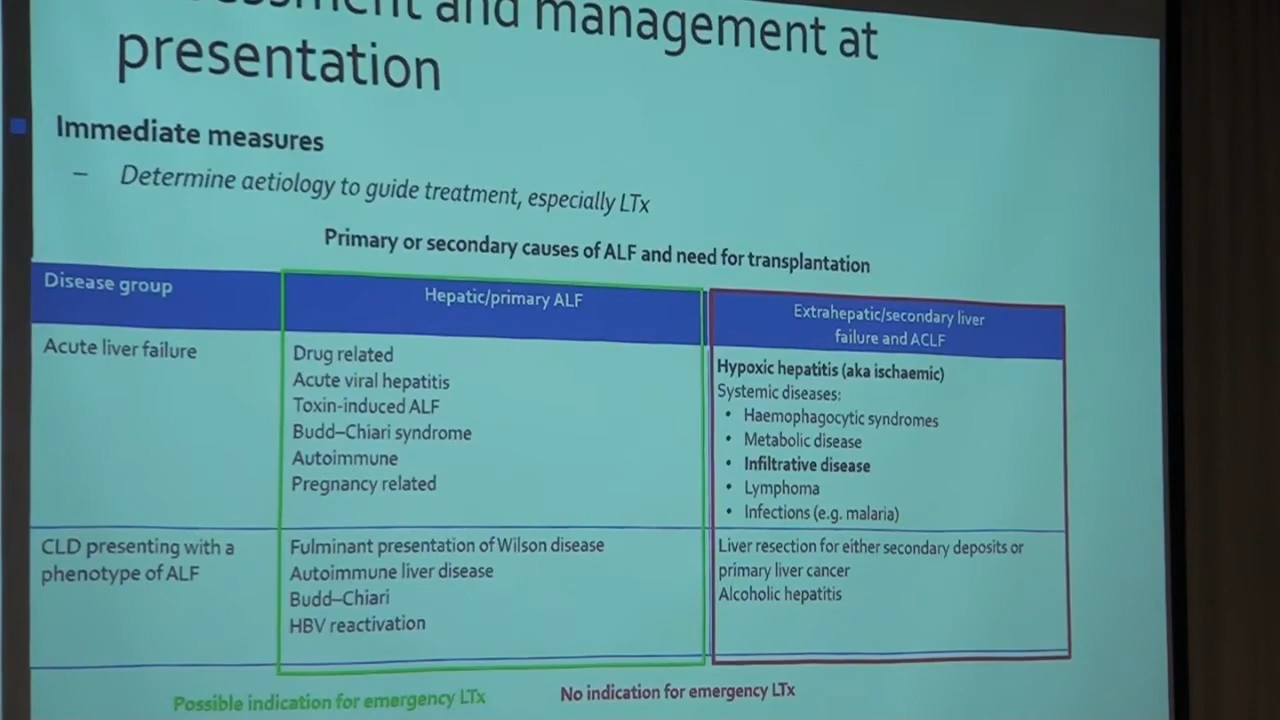 and management at
presentation
Immediate measures
– Determine aetiology to guide treatment, especially LTx
Primary or secondary causes of ALF and need for transplantation
Disease group
Hepatic/primary ALF
Extrahepatic/secondary liver
failure and ACLF
Acute liver failure
Drug related
Acute viral hepatitis
Toxin-induced ALF
Budd–Chiari syndrome
Autoimmune
Pregnancy related
Hypoxic hepatitis (aka ischaemic)
Systemic diseases:
• Haemophagocytic syndromes
• Metabolic disease
• Infiltrative disease
• Lymphoma
• Infections (e.g. malaria)
CLD presenting with a
phenotype of ALF
Fulminant presentation of Wilson disease
Autoimmune liver disease
Budd–Chiari
HBV reactivation
Liver resection for either secondary deposits or
primary liver cancer
Alcoholic hepatitis
Possible indication for emergency LTx
No indication for emergency LTx